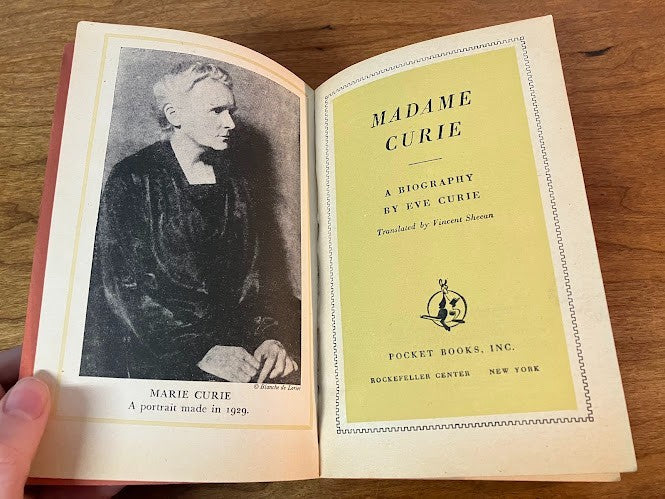 © Blanche de Lorier
MARIE CURIE
A portrait made in 1929.
MADAME
CURIE
A BIOGRAPHY
BY EVE CURIE
Translated by Vincent Sheean
POCKET BOOKS, INC.
ROCKEFELLER CENTER NEW YORK